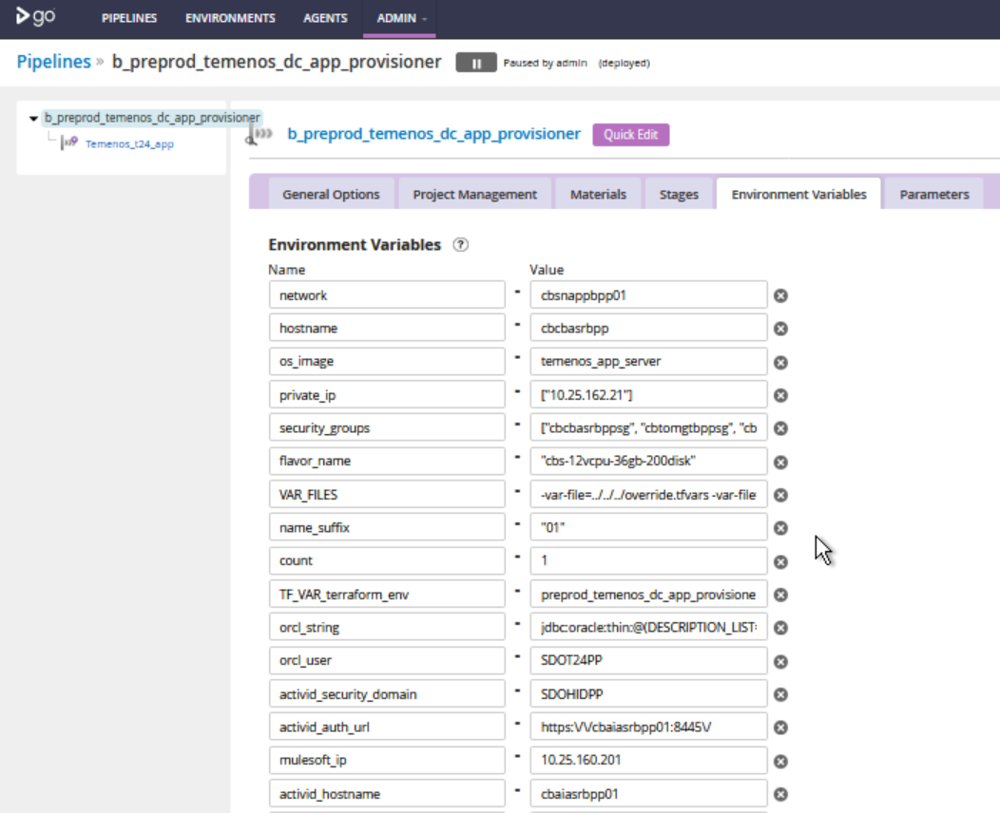 go PIPELINES ENVIRONMENTS AGENTS ADMIN
Pipelines » b_preprod_temenos_dc_app_provisioner Paused by admin (deployed)
b_preprod_temenos_dc_app_provisioner
Temenos_t24_app
b_preprod_temenos_dc_app_provisioner Quick Edit
General Options Project Management Materials Stages Environment Variables Parameters
Environment Variables ?
Name Value
network - cbsnappbpp01
hostname - cbcbasrbpp
os_image - temenos_app_server
private_ip - ["10.25.162.21"]
security_groups - ["cbcbasrbppsg", "cbtomgtbppsg", "cb
flavor_name - "cbs-12vcpu-36gb-200disk"
VAR_FILES - -var-file=../../../override.tfvars -var-file
name_suffix - "01"
count - 1
TF_VAR_terraform_env - preprod_temenos_dc_app_provisione
orcl_string - jdbc:oracle:thin:@(DESCRIPTION_LIST=
orcl_user - SDOT24PP
activid_security_domain - SDOHIDPP
activid_auth_url - https:\/\/cbaiasrbpp01:8445\/
mulesoft_ip - 10.25.160.201
activid_hostname - cbaiasrbpp01